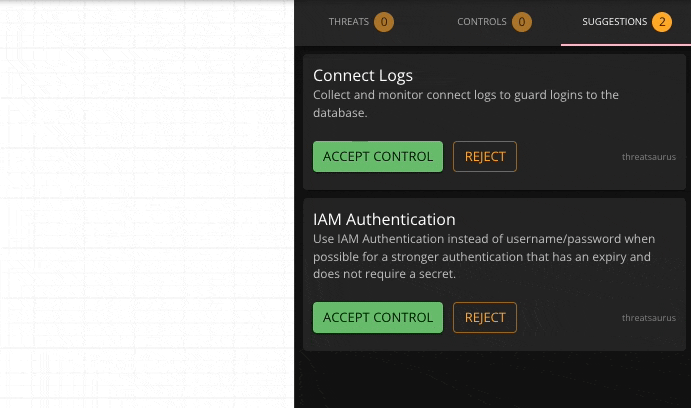 THREATS 0 CONTROLS 0 SUGGESTIONS 2
Connect Logs
Collect and monitor connect logs to guard logins to the
database.
ACCEPT CONTROL REJECT threatsaurus
IAM Authentication
Use IAM Authentication instead of username/password when
possible for a stronger authentication that has an expiry and
does not require a secret.
ACCEPT CONTROL REJECT threatsaurus